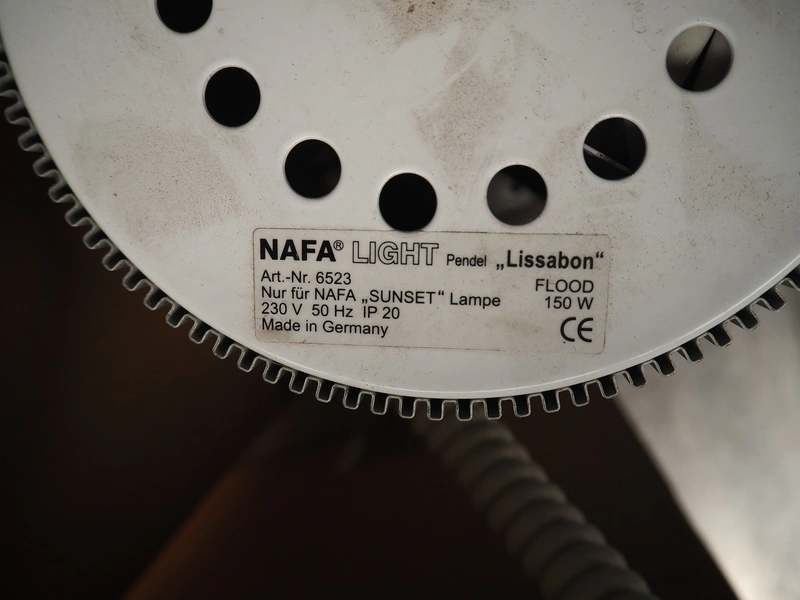 NAFA® LIGHT Pendel „Lissabon“
Art.-Nr. 6523 FLOOD
Nur für NAFA „SUNSET“ Lampe 150 W
230 V 50 Hz IP 20
Made in Germany CE